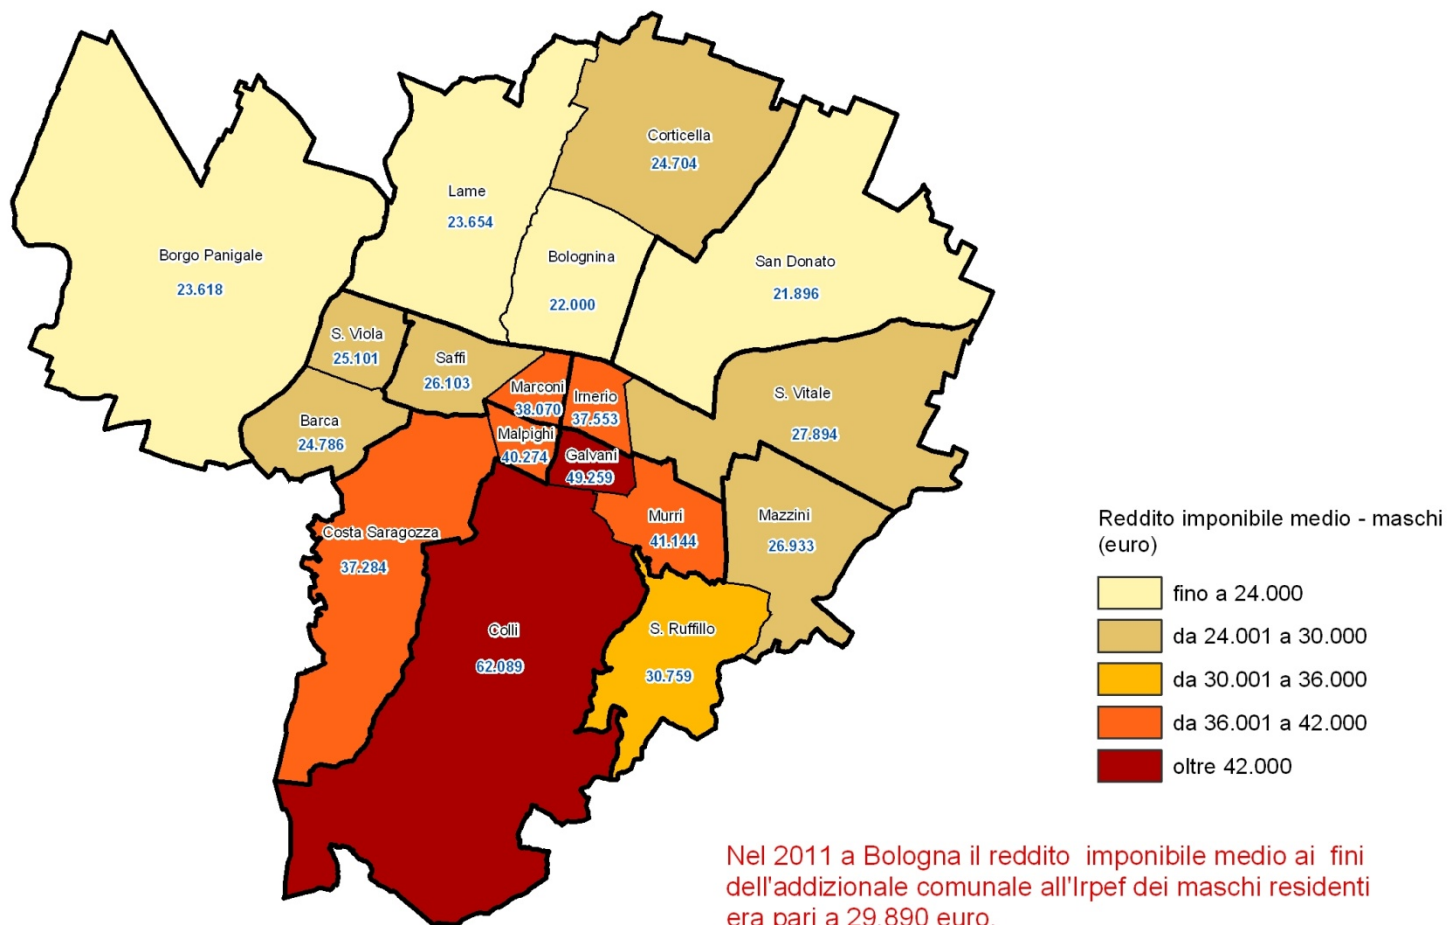 Corticella
24.704
Lame
23.654
Borgo Panigale
23.618
Bolognina
22.000
San Donato
21.896
S. Viola
25.101
Saffi
26.103
Marconi
38.070
Irnerio
37.553
S. Vitale
27.894
Barca
24.786
Malpighi
40.274
Galvani
49.259
Murri
41.144
Mazzini
26.933
Costa Saragozza
37.284
Colli
62.089
S. Ruffillo
30.759
Reddito imponibile medio - maschi
(euro)
fino a 24.000
da 24.001 a 30.000
da 30.001 a 36.000
da 36.001 a 42.000
oltre 42.000
Nel 2011 a Bologna il reddito imponibile medio ai fini
dell'addizionale comunale all'Irpef dei maschi residenti
era pari a 29.890 euro.